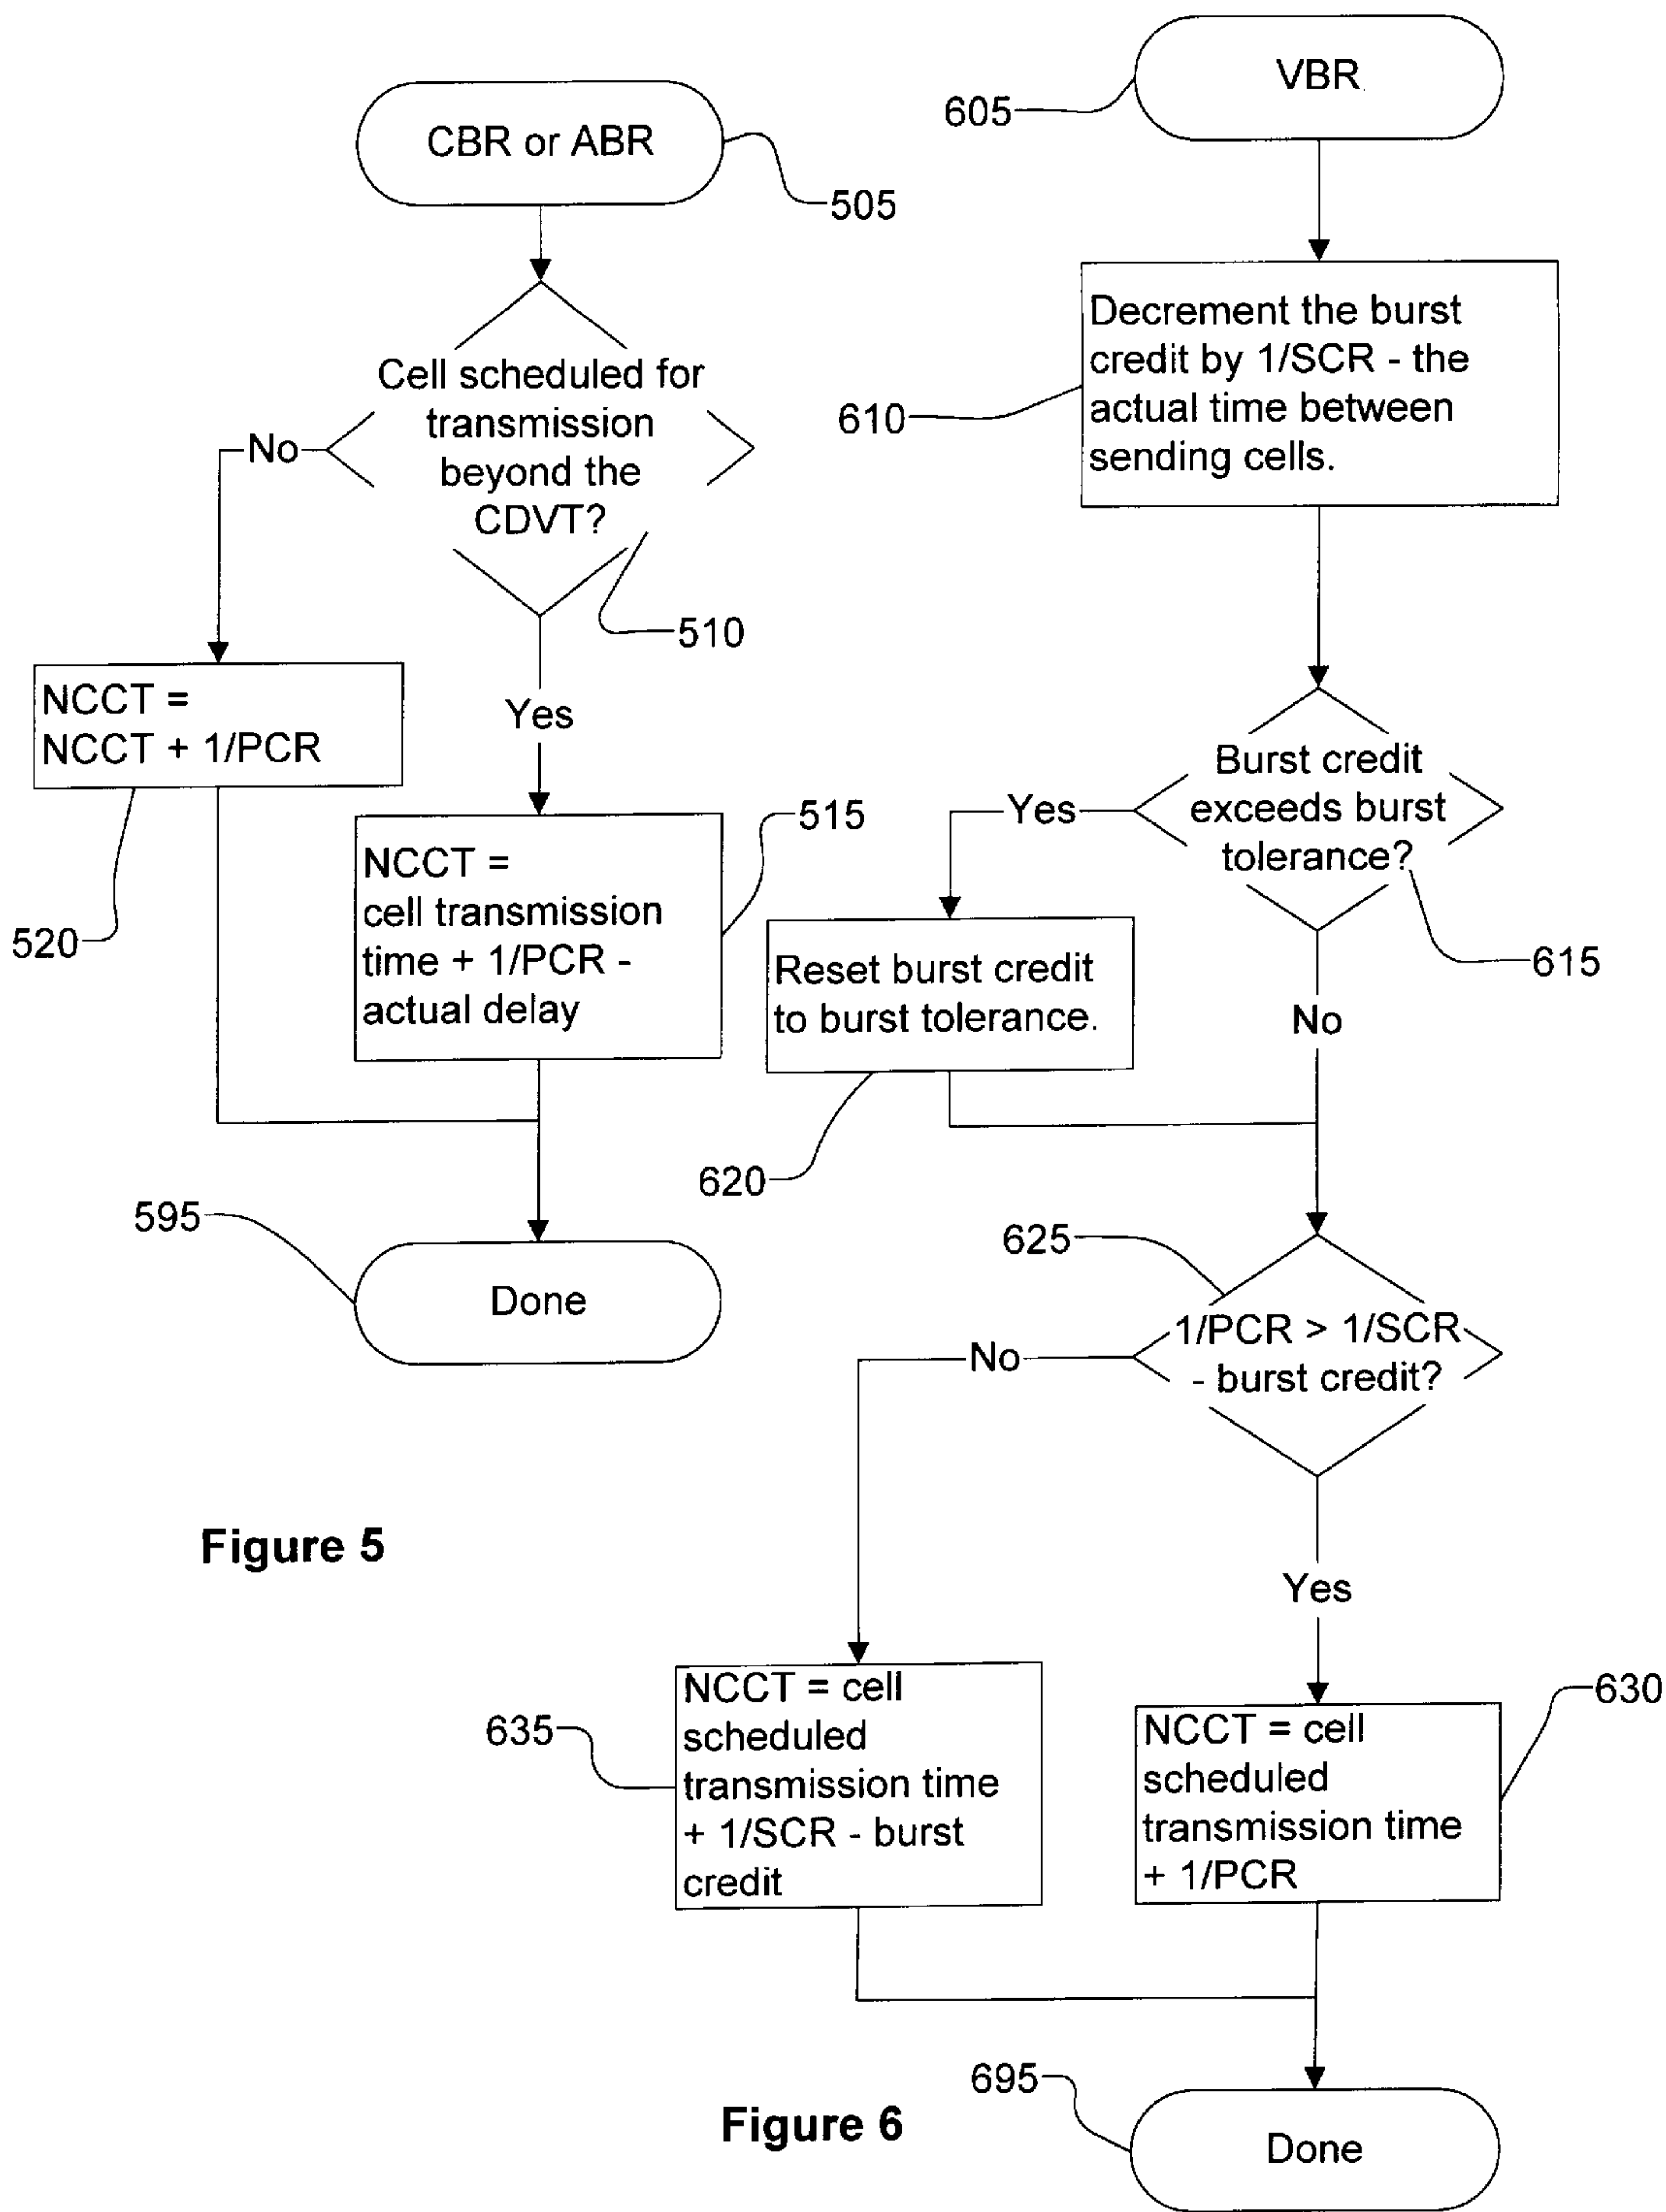 CBR or ABR
505
Cell scheduled for
transmission
beyond the
CDVT?
510
No
NCCT =
NCCT + 1/PCR
520
Yes
NCCT =
cell transmission
time + 1/PCR -
actual delay
515
595
Done
Figure 5
VBR
605
Decrement the burst
credit by 1/SCR - the
actual time between
sending cells.
610
Burst credit
exceeds burst
tolerance?
615
Yes
Reset burst credit
to burst tolerance.
620
No
625
1/PCR > 1/SCR
- burst credit?
No
NCCT = cell
scheduled
transmission time
+ 1/SCR - burst
credit
635
Yes
NCCT = cell
scheduled
transmission time
+ 1/PCR
630
695
Done
Figure 6